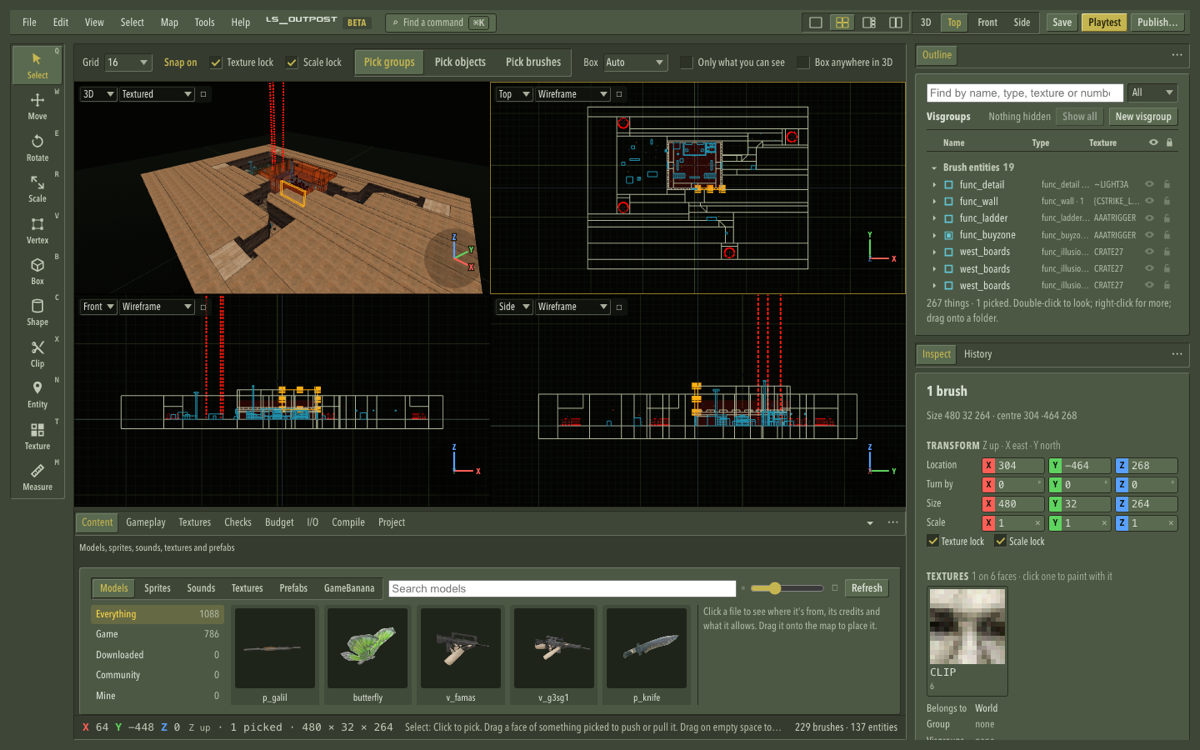 File Edit View Select Map Tools Help LS_OUTPOST BETA Find a command ⌘K 3D Top Front Side Save Playtest Publish...
Grid 16 Snap on Texture lock Scale lock Pick groups Pick objects Pick brushes Box Auto Only what you can see Box anywhere in 3D
Q
Select
W
Move
E
Rotate
R
Scale
V
Vertex
B
Box
C
Shape
X
Clip
N
Entity
T
Texture
M
Measure
3D Textured
Z
Y
X
Top Wireframe
Y
X
Front Wireframe
Z
X
Side Wireframe
Z
Y
Content Gameplay Textures Checks Budget I/O Compile Project
Models, sprites, sounds, textures and prefabs
Models Sprites Sounds Textures Prefabs GameBanana Search models Refresh
Everything 1088
Game 786
Downloaded 0
Community 0
Mine 0
p_galil butterfly v_famas v_g3sg1 p_knife
Click a file to see where it's from, its credits and
what it allows. Drag it onto the map to place it.
X 64 Y -448 Z 0 Z up · 1 picked · 480 × 32 × 264 Select: Click to pick. Drag a face of something picked to push or pull it. Drag on empty space to... 229 brushes · 137 entities
Outline
Find by name, type, texture or numbe All
Visgroups Nothing hidden Show all New visgroup
Name Type Texture
Brush entities 19
func_detail func_detail ... ~LIGHT3A
func_wall func_wall · 1 {CSTRIKE_L...
func_ladder func_ladder... AAATRIGGER
func_buyzone func_buyzo... AAATRIGGER
west_boards func_illusio... CRATE27
west_boards func_illusio... CRATE27
west_boards func_illusio... CRATE27
267 things · 1 picked. Double-click to look; right-click for more;
drag onto a folder.
Inspect History
1 brush
Size 480 32 264 · centre 304 -464 268
TRANSFORM Z up · X east · Y north
Location X 304 Y -464 Z 268
Turn by X 0 ° Y 0 ° Z 0 °
Size X 480 Y 32 Z 264
Scale X 1 × Y 1 × Z 1 ×
Texture lock Scale lock
TEXTURES 1 on 6 faces · click one to paint with it
CLIP
6
Belongs to World
Group none